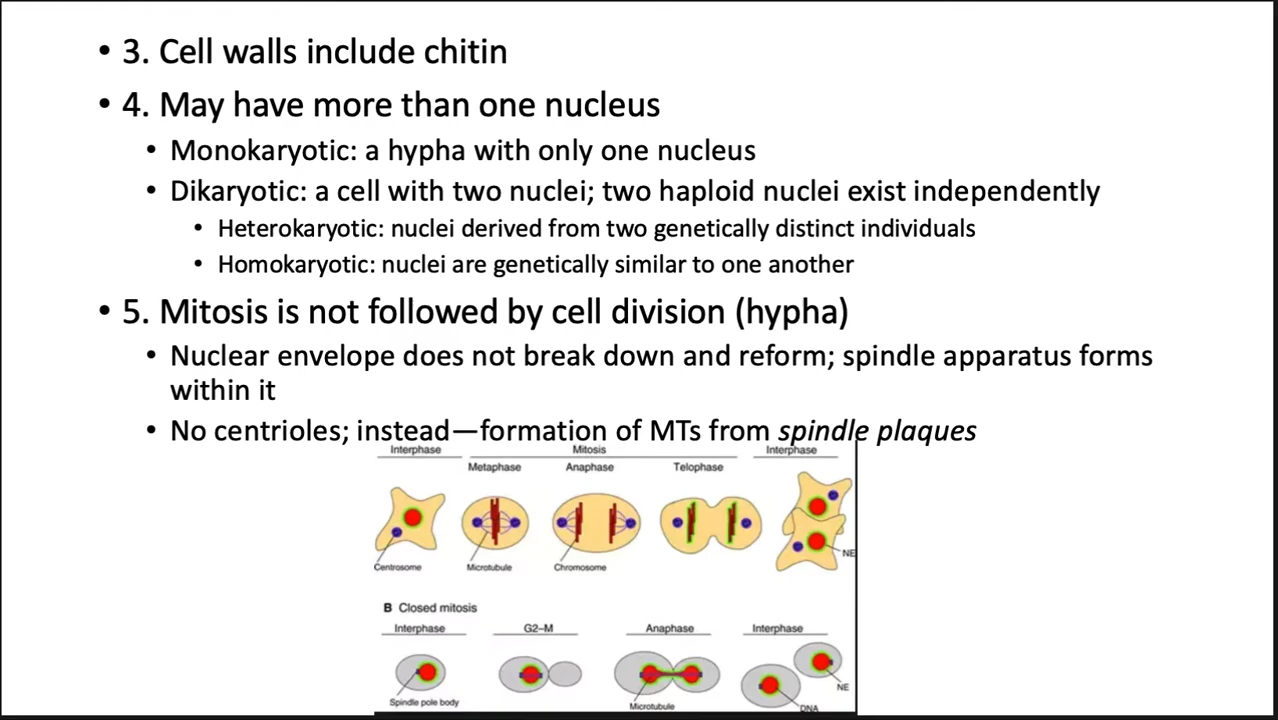 • 3. Cell walls include chitin
• 4. May have more than one nucleus
• Monokaryotic: a hypha with only one nucleus
• Dikaryotic: a cell with two nuclei; two haploid nuclei exist independently
• Heterokaryotic: nuclei derived from two genetically distinct individuals
• Homokaryotic: nuclei are genetically similar to one another
• 5. Mitosis is not followed by cell division (hypha)
• Nuclear envelope does not break down and reform; spindle apparatus forms
within it
• No centrioles; instead—formation of MTs from spindle plaques
Interphase Mitosis Interphase
Metaphase Anaphase Telophase
NE
Centrosome Microtubule Chromosome
B Closed mitosis
Interphase G2–M Anaphase Interphase
NE
Spindle pole body Microtubule DNA